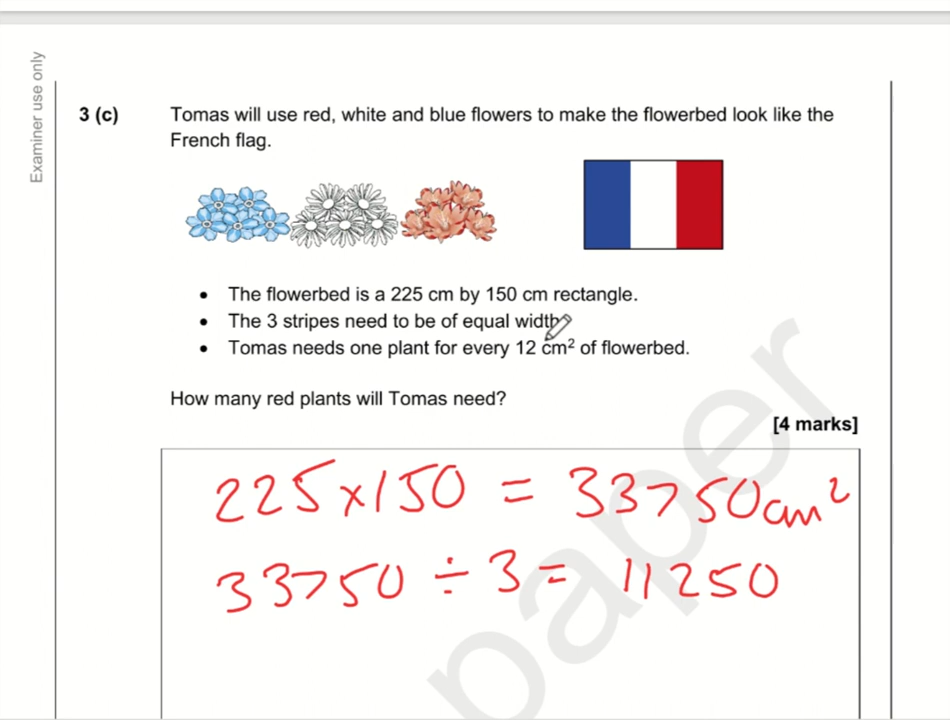 Examiner use only
3 (c) Tomas will use red, white and blue flowers to make the flowerbed look like the
French flag.
• The flowerbed is a 225 cm by 150 cm rectangle.
• The 3 stripes need to be of equal width
• Tomas needs one plant for every 12 cm² of flowerbed.
How many red plants will Tomas need?
[4 marks]
225×150 = 33750cm²
33750 ÷ 3 = 11250
paper